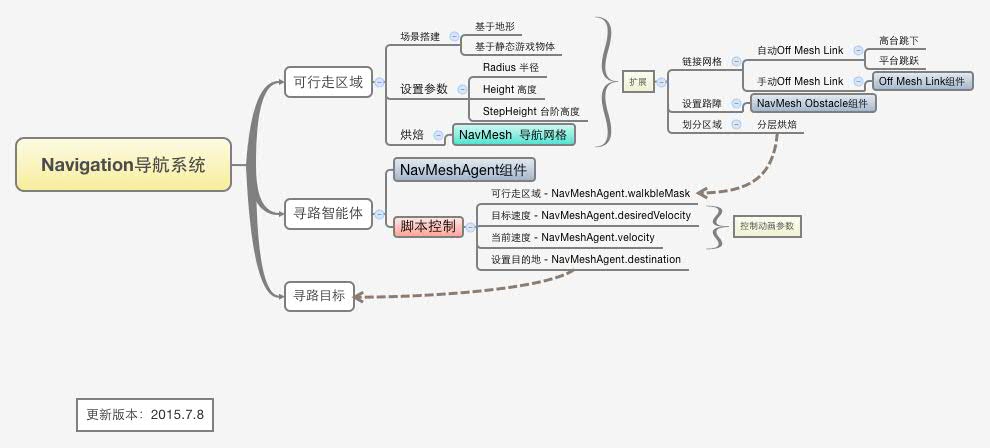 Navigation导航系统
可行走区域
场景搭建
基于地形
基于静态游戏物体
设置参数
Radius 半径
Height 高度
StepHeight 台阶高度
烘焙
NavMesh 导航网格
扩展
链接网格
自动Off Mesh Link
高台跳下
平台跳跃
手动Off Mesh Link
Off Mesh Link组件
设置路障
NavMesh Obstacle组件
划分区域
分层烘焙
寻路智能体
NavMeshAgent组件
脚本控制
可行走区域 - NavMeshAgent.walkbleMask
目标速度 - NavMeshAgent.desiredVelocity
当前速度 - NavMeshAgent.velocity
设置目的地 - NavMeshAgent.destination
控制动画参数
寻路目标
更新版本：2015.7.8